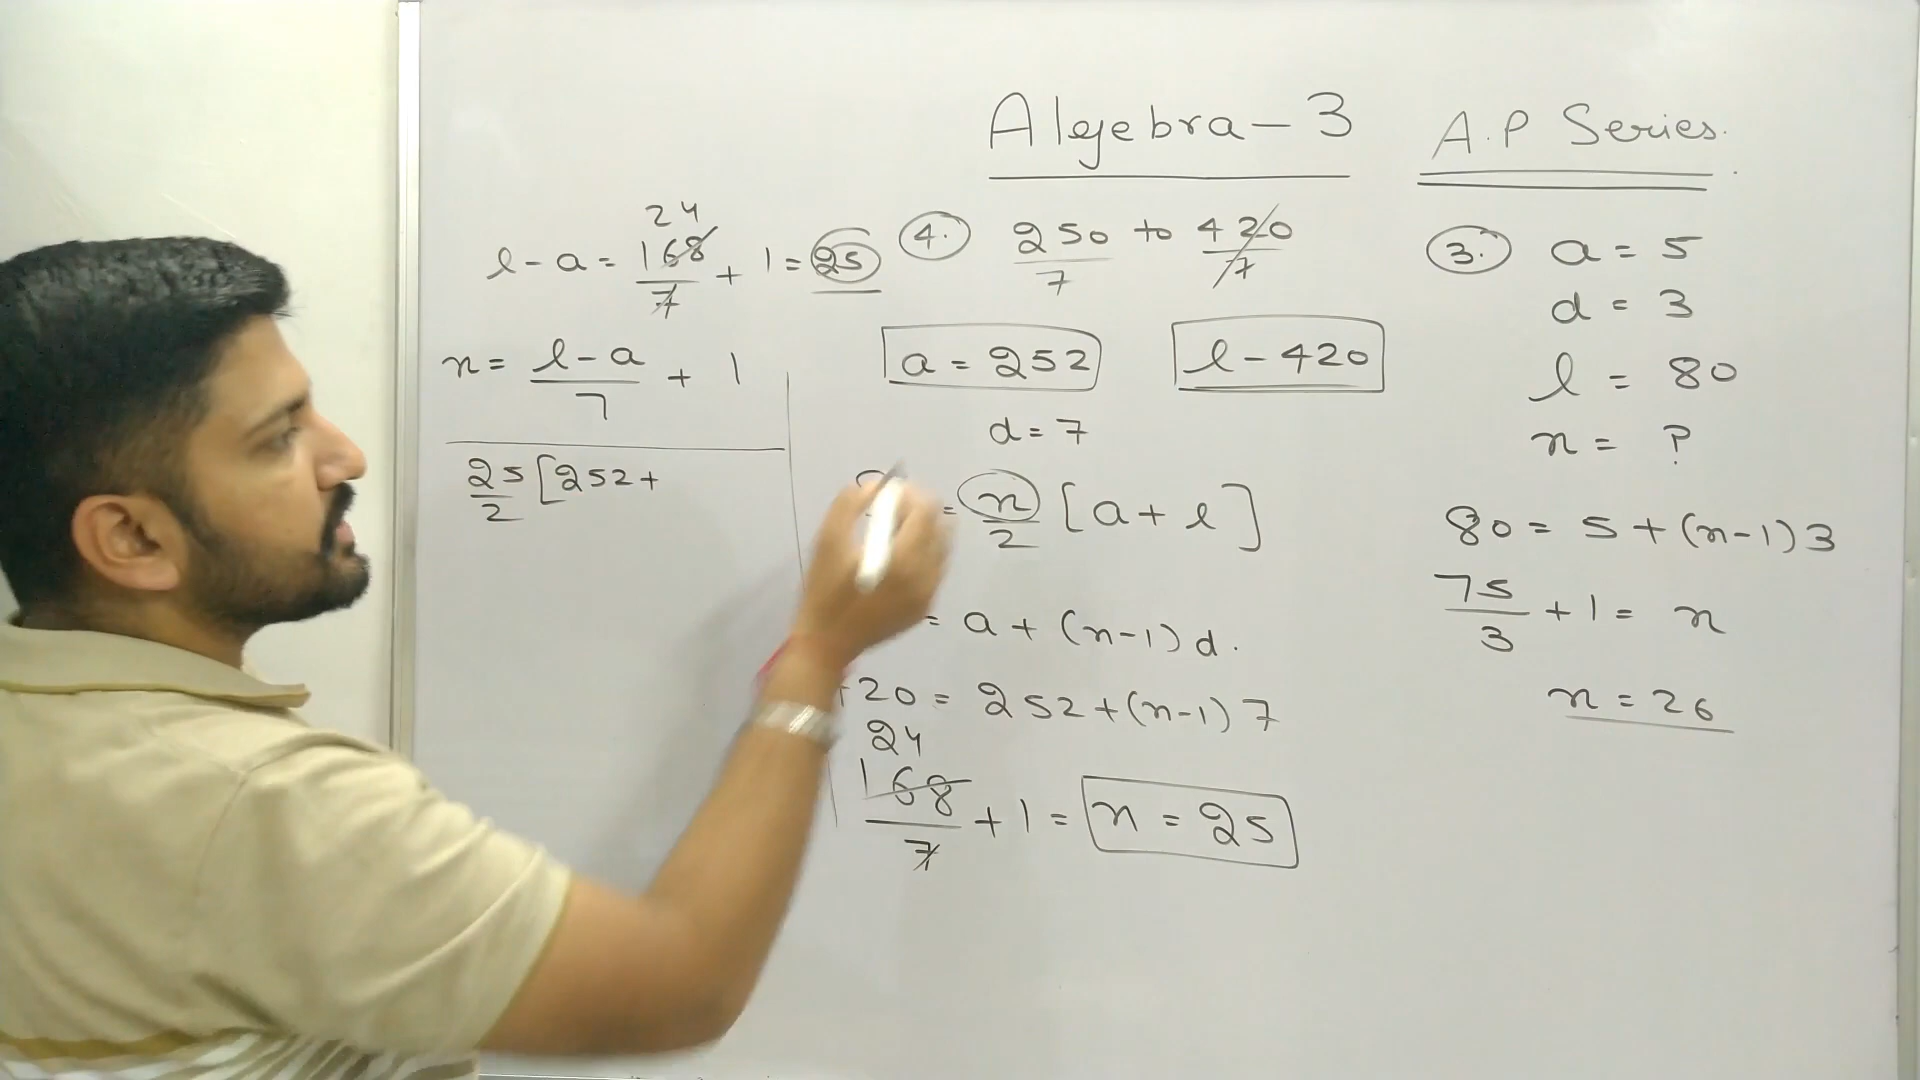 Algebra-3 A.P Series.
24
l-a = 168/7 + 1 = 25
n = l-a/7 + 1
25/2 [252+
4. 250/7 to 420/7
a = 252 l-420
d = 7
= n/2 [a+l]
= a + (n-1)d.
20 = 252+(n-1)7
24
168/7 + 1 = n = 25
3. a = 5
d = 3
l = 80
n = ?
80 = 5+(n-1)3
75/3 + 1 = n
n = 26